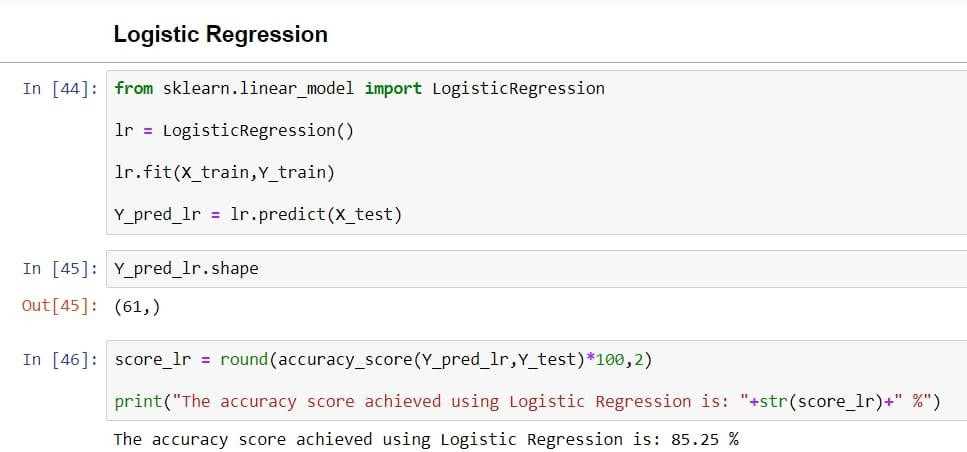 Logistic Regression
In [44]: from sklearn.linear_model import LogisticRegression
lr = LogisticRegression()
lr.fit(X_train,Y_train)
Y_pred_lr = lr.predict(X_test)
In [45]: Y_pred_lr.shape
Out[45]: (61,)
In [46]: score_lr = round(accuracy_score(Y_pred_lr,Y_test)*100,2)
print("The accuracy score achieved using Logistic Regression is: "+str(score_lr)+" %")
The accuracy score achieved using Logistic Regression is: 85.25 %